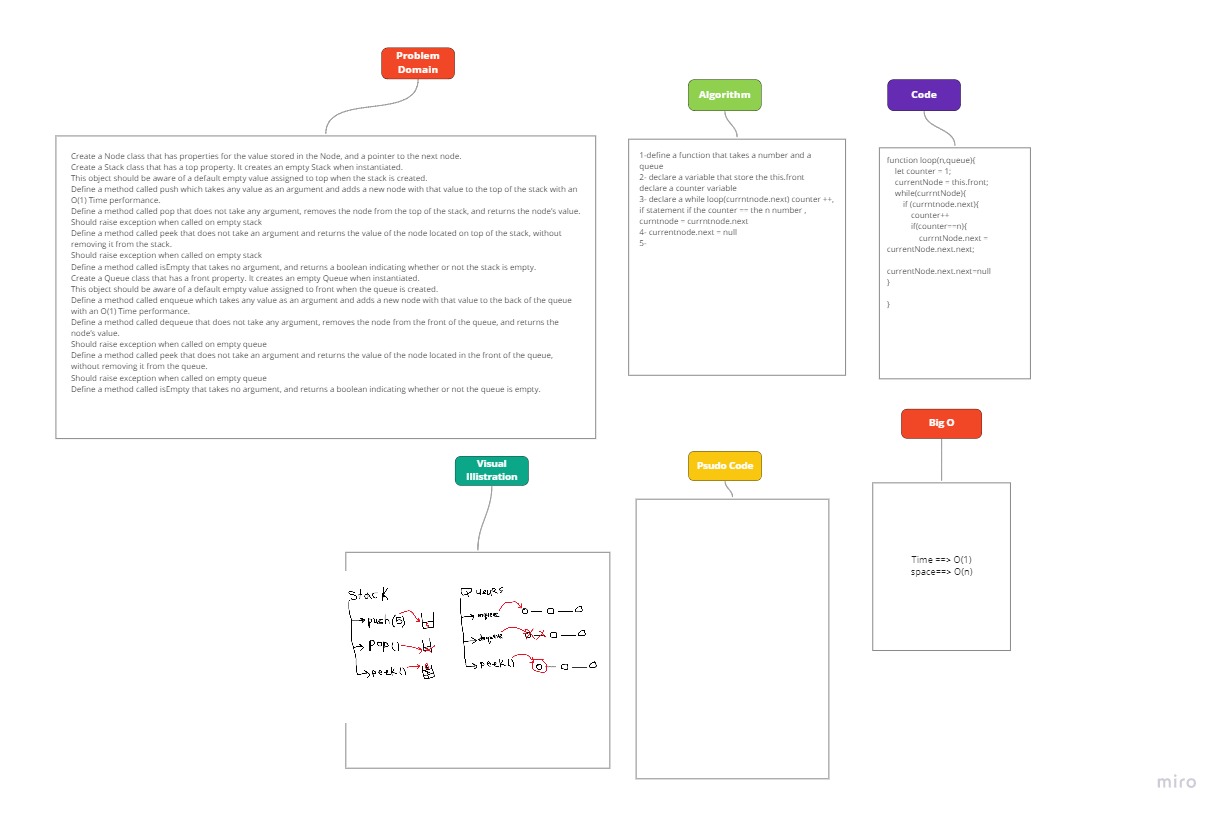 Problem
Domain
Create a Node class that has properties for the value stored in the Node, and a pointer to the next node.
Create a Stack class that has a top property. It creates an empty Stack when instantiated.
This object should be aware of a default empty value assigned to top when the stack is created.
Define a method called push which takes any value as an argument and adds a new node with that value to the top of the stack with an
O(1) Time performance.
Define a method called pop that does not take any argument, removes the node from the top of the stack, and returns the node's value.
Should raise exception when called on empty stack
Define a method called peek that does not take an argument and returns the value of the node located on top of the stack, without
removing it from the stack.
Should raise exception when called on empty stack
Define a method called isEmpty that takes no argument, and returns a boolean indicating whether or not the stack is empty.
Create a Queue class that has a front property. It creates an empty Queue when instantiated.
This object should be aware of a default empty value assigned to front when the queue is created.
Define a method called enqueue which takes any value as an argument and adds a new node with that value to the back of the queue
with an O(1) Time performance.
Define a method called dequeue that does not take any argument, removes the node from the front of the queue, and returns the
node's value.
Should raise exception when called on empty queue
Define a method called peek that does not take an argument and returns the value of the node located in the front of the queue,
without removing it from the queue.
Should raise exception when called on empty queue
Define a method called isEmpty that takes no argument, and returns a boolean indicating whether or not the queue is empty.
Algorithm
1-define a function that takes a number and a
queue
2- declare a variable that store the this.front
declare a counter variable
3- declare a while loop(currntnode.next) counter ++,
if statement if the counter == the n number ,
curntnode = currntnode.next
4- currentnode.next = null
5-
Code
function loop(n,queue){
let counter = 1;
currentNode = this.front;
while(currntNode){
if (currntnode.next){
counter++
if(counter==n){
currntNode.next =
currentNode.next.next;
currentNode.next.next=null
}
}
Visual
Illistration
Stack
push(5)
pop()
peek()
Queues
dequeue
peek()
Psudo Code
Big O
Time ==> O(1)
space==> O(n)
miro